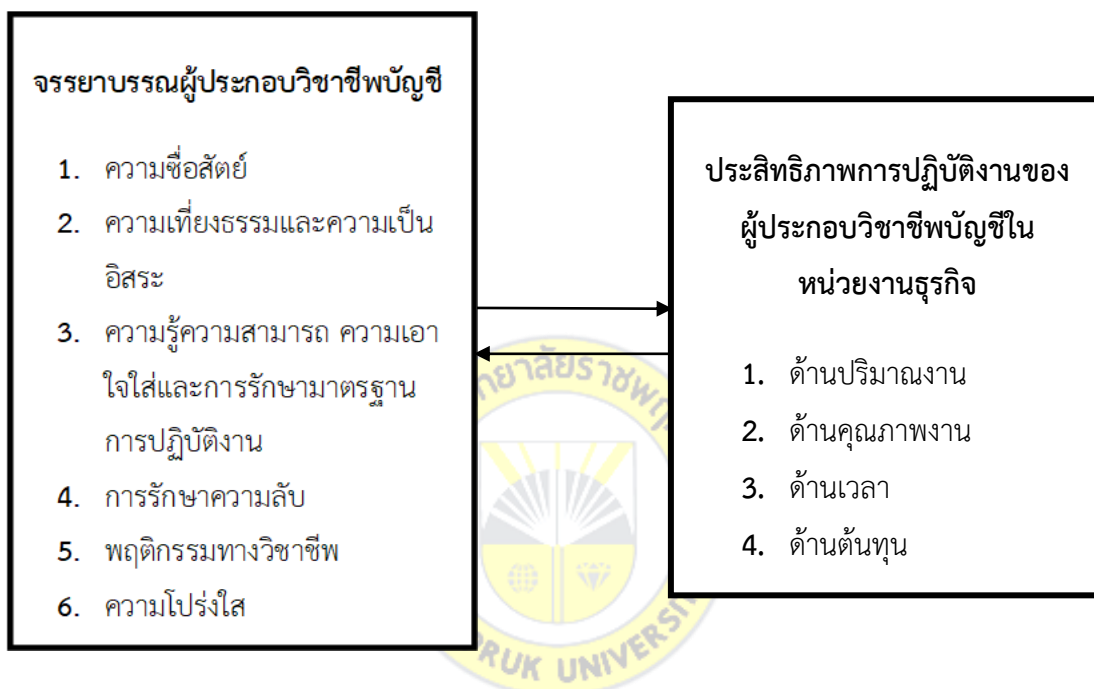 จรรยาบรรณผู้ประกอบวิชาชีพบัญชี
1. ความซื่อสัตย์
2. ความเที่ยงธรรมและความเป็น
อิสระ
3. ความรู้ความสามารถ ความเอา
ใจใส่และการรักษามาตรฐาน
การปฏิบัติงาน
4. การรักษาความลับ
5. พฤติกรรมทางวิชาชีพ
6. ความโปร่งใส
ประสิทธิภาพการปฏิบัติงานของ
ผู้ประกอบวิชาชีพบัญชีใน
หน่วยงานธุรกิจ
1. ด้านปริมาณงาน
2. ด้านคุณภาพงาน
3. ด้านเวลา
4. ด้านต้นทุน